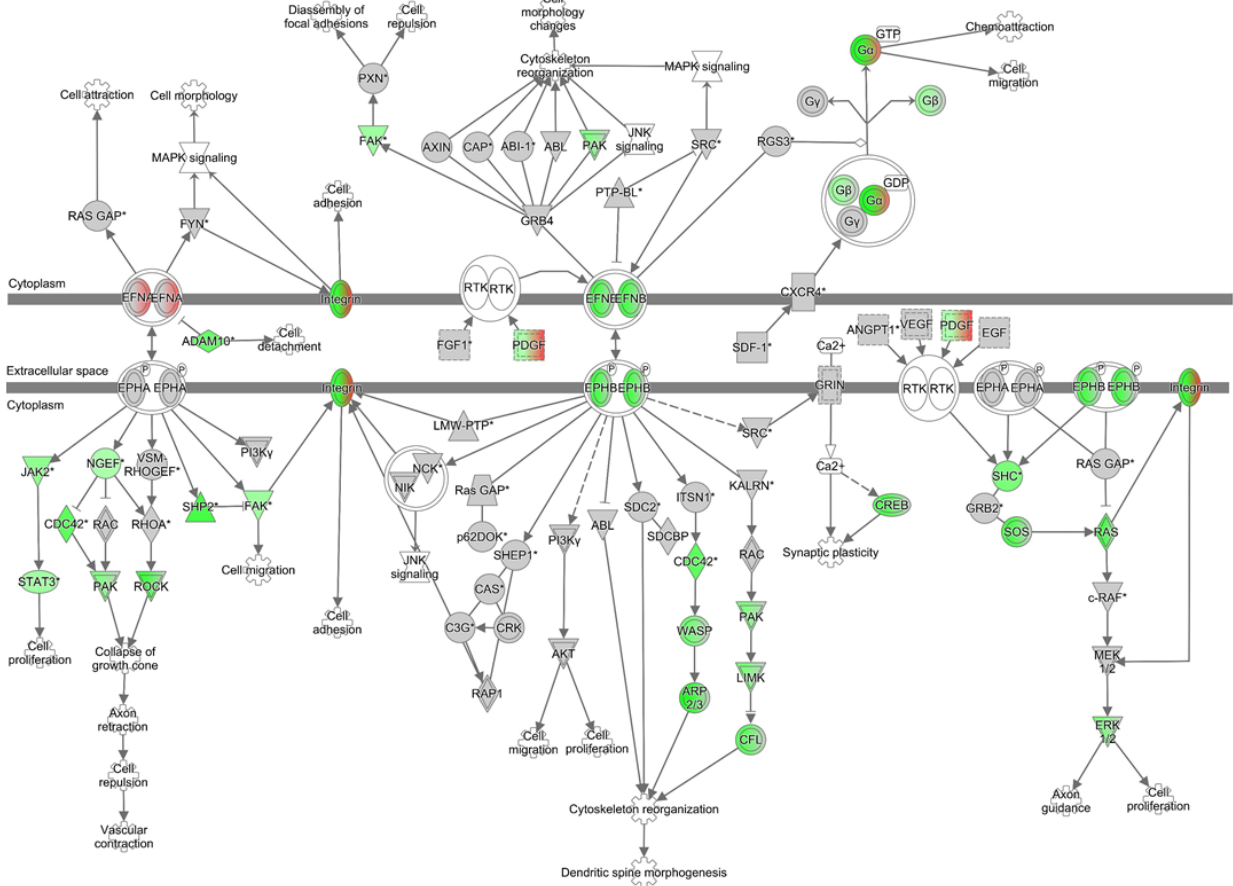 Diassembly of
focal adhesions
Cell
repulsion
Cell
morphology
changes
GTP
Chemoattraction
Gα
Cell
migration
PXN*
Cytoskeleton
reorganization
MAPK signaling
Cell attraction
Cell morphology
Gγ
Gβ
FAK*
AXIN
CAP*
ABI-1*
ABL
PAK
JNK
signaling
SRC*
RGS3*
MAPK signaling
GDP
Gβ
Gα
Gγ
Cell
adhesion
PTP-BL*
RAS GAP*
FYN*
GRB4
Cytoplasm
EFNA
EFNA
Integrin
RTK
RTK
EFNB
EFNB
CXCR4*
ADAM10*
Cell
detachment
FGF1*
PDGF
SDF-1*
Ca2+
ANGPT1*
VEGF
PDGF
EGF
Extracellular space
Cytoplasm
P
P
EPHA
EPHA
Integrin
P
P
EPHB
EPHB
GRIN
RTK
RTK
P
P
EPHA
EPHA
P
P
EPHB
EPHB
Integrin
LMW-PTP*
SRC*
JAK2*
NGEF*
VSM-
RHOGEF*
PI3Kγ
NCK*
NIK
Ras GAP*
Ca2+
SHC*
RAS GAP*
SHP2*
FAK*
ITSN1*
KALRN*
SDC2*
CREB
GRB2*
CDC42*
RAC
RHOA*
p62DOK*
PI3Kγ
ABL
SDCBP
SOS
RAS
SHEP1*
CDC42*
RAC
Synaptic plasticity
Cell migration
JNK
signaling
STAT3*
PAK
ROCK
CAS*
c-RAF*
Cell
adhesion
C3G*
CRK
WASP
PAK
Cell
proliferation
Collapse of
growth cone
AKT
MEK
1/2
RAP1
ARP
2/3
LIMK
Axon
retraction
Cell
migration
Cell
proliferation
CFL
ERK
1/2
Cell
repulsion
Axon
guidance
Cell
proliferation
Cytoskeleton reorganization
Vascular
contraction
Dendritic spine morphogenesis